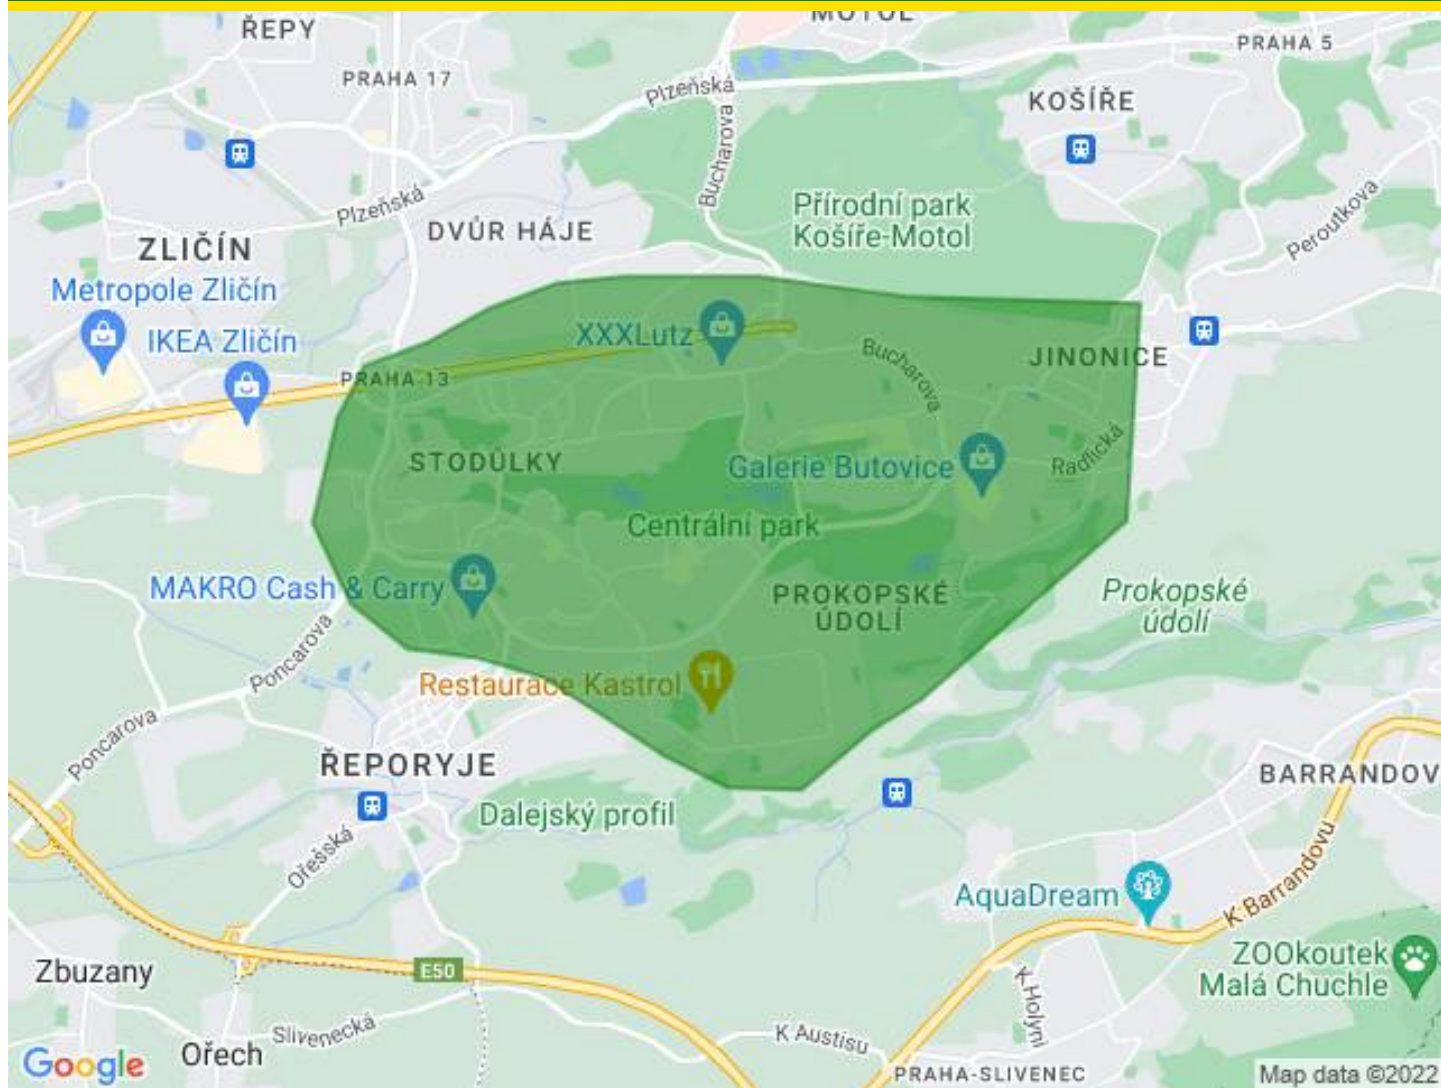 MOTOL
ŘEPY
PRAHA 5
PRAHA 17
Plzeňská
KOŠÍŘE
Bucharova
Plzeňská
Přírodní park
Košíře-Motol
Peroutkova
DVŮR HÁJE
ZLIČÍN
Metropole Zličín
IKEA Zličín
XXXLutz
Bucharova
JINONICE
PRAHA 13
STODŮLKY
Galerie Butovice
Radlická
Centrální park
MAKRO Cash & Carry
PROKOPSKÉ
ÚDOLÍ
Prokopské
údolí
Poncarova
Restaurace Kastrol
Poncarova
ŘEPORYJE
BARRANDOV
Dalejský profil
Ořešská
AquaDream
K Barrandovu
ZOOkoutek
Malá Chuchle
Zbuzany
E50
K Holyni
Slivenecká
K Austisu
Ořech
Google
PRAHA-SLIVENEC
Map data ©2022